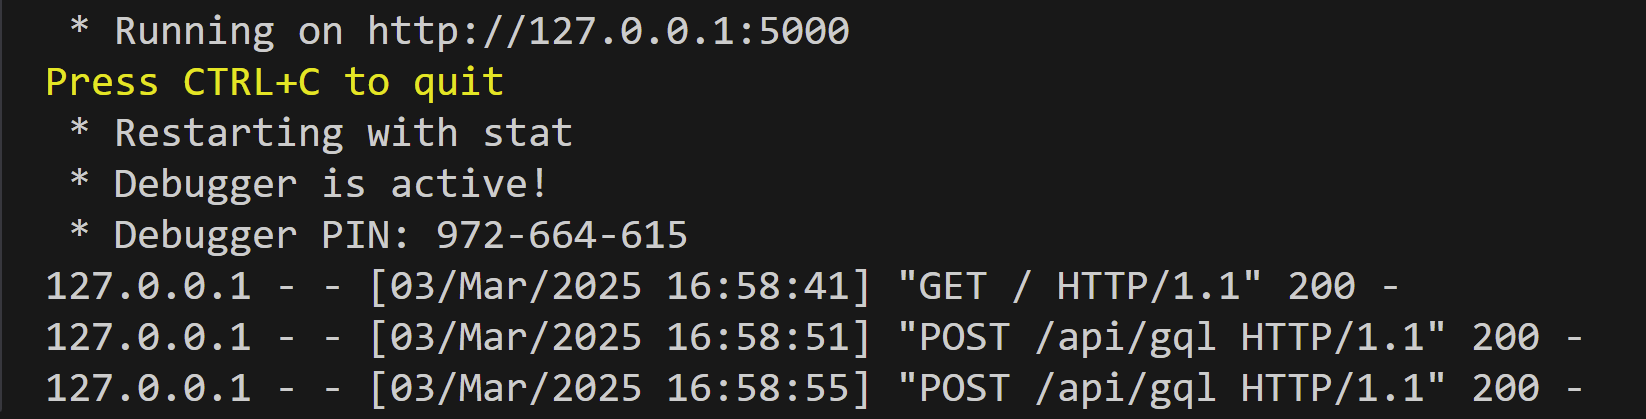 * Running on http://127.0.0.1:5000
Press CTRL+C to quit
 * Restarting with stat
 * Debugger is active!
 * Debugger PIN: 972-664-615
127.0.0.1 - - [03/Mar/2025 16:58:41] "GET / HTTP/1.1" 200 -
127.0.0.1 - - [03/Mar/2025 16:58:51] "POST /api/gql HTTP/1.1" 200 -
127.0.0.1 - - [03/Mar/2025 16:58:55] "POST /api/gql HTTP/1.1" 200 -